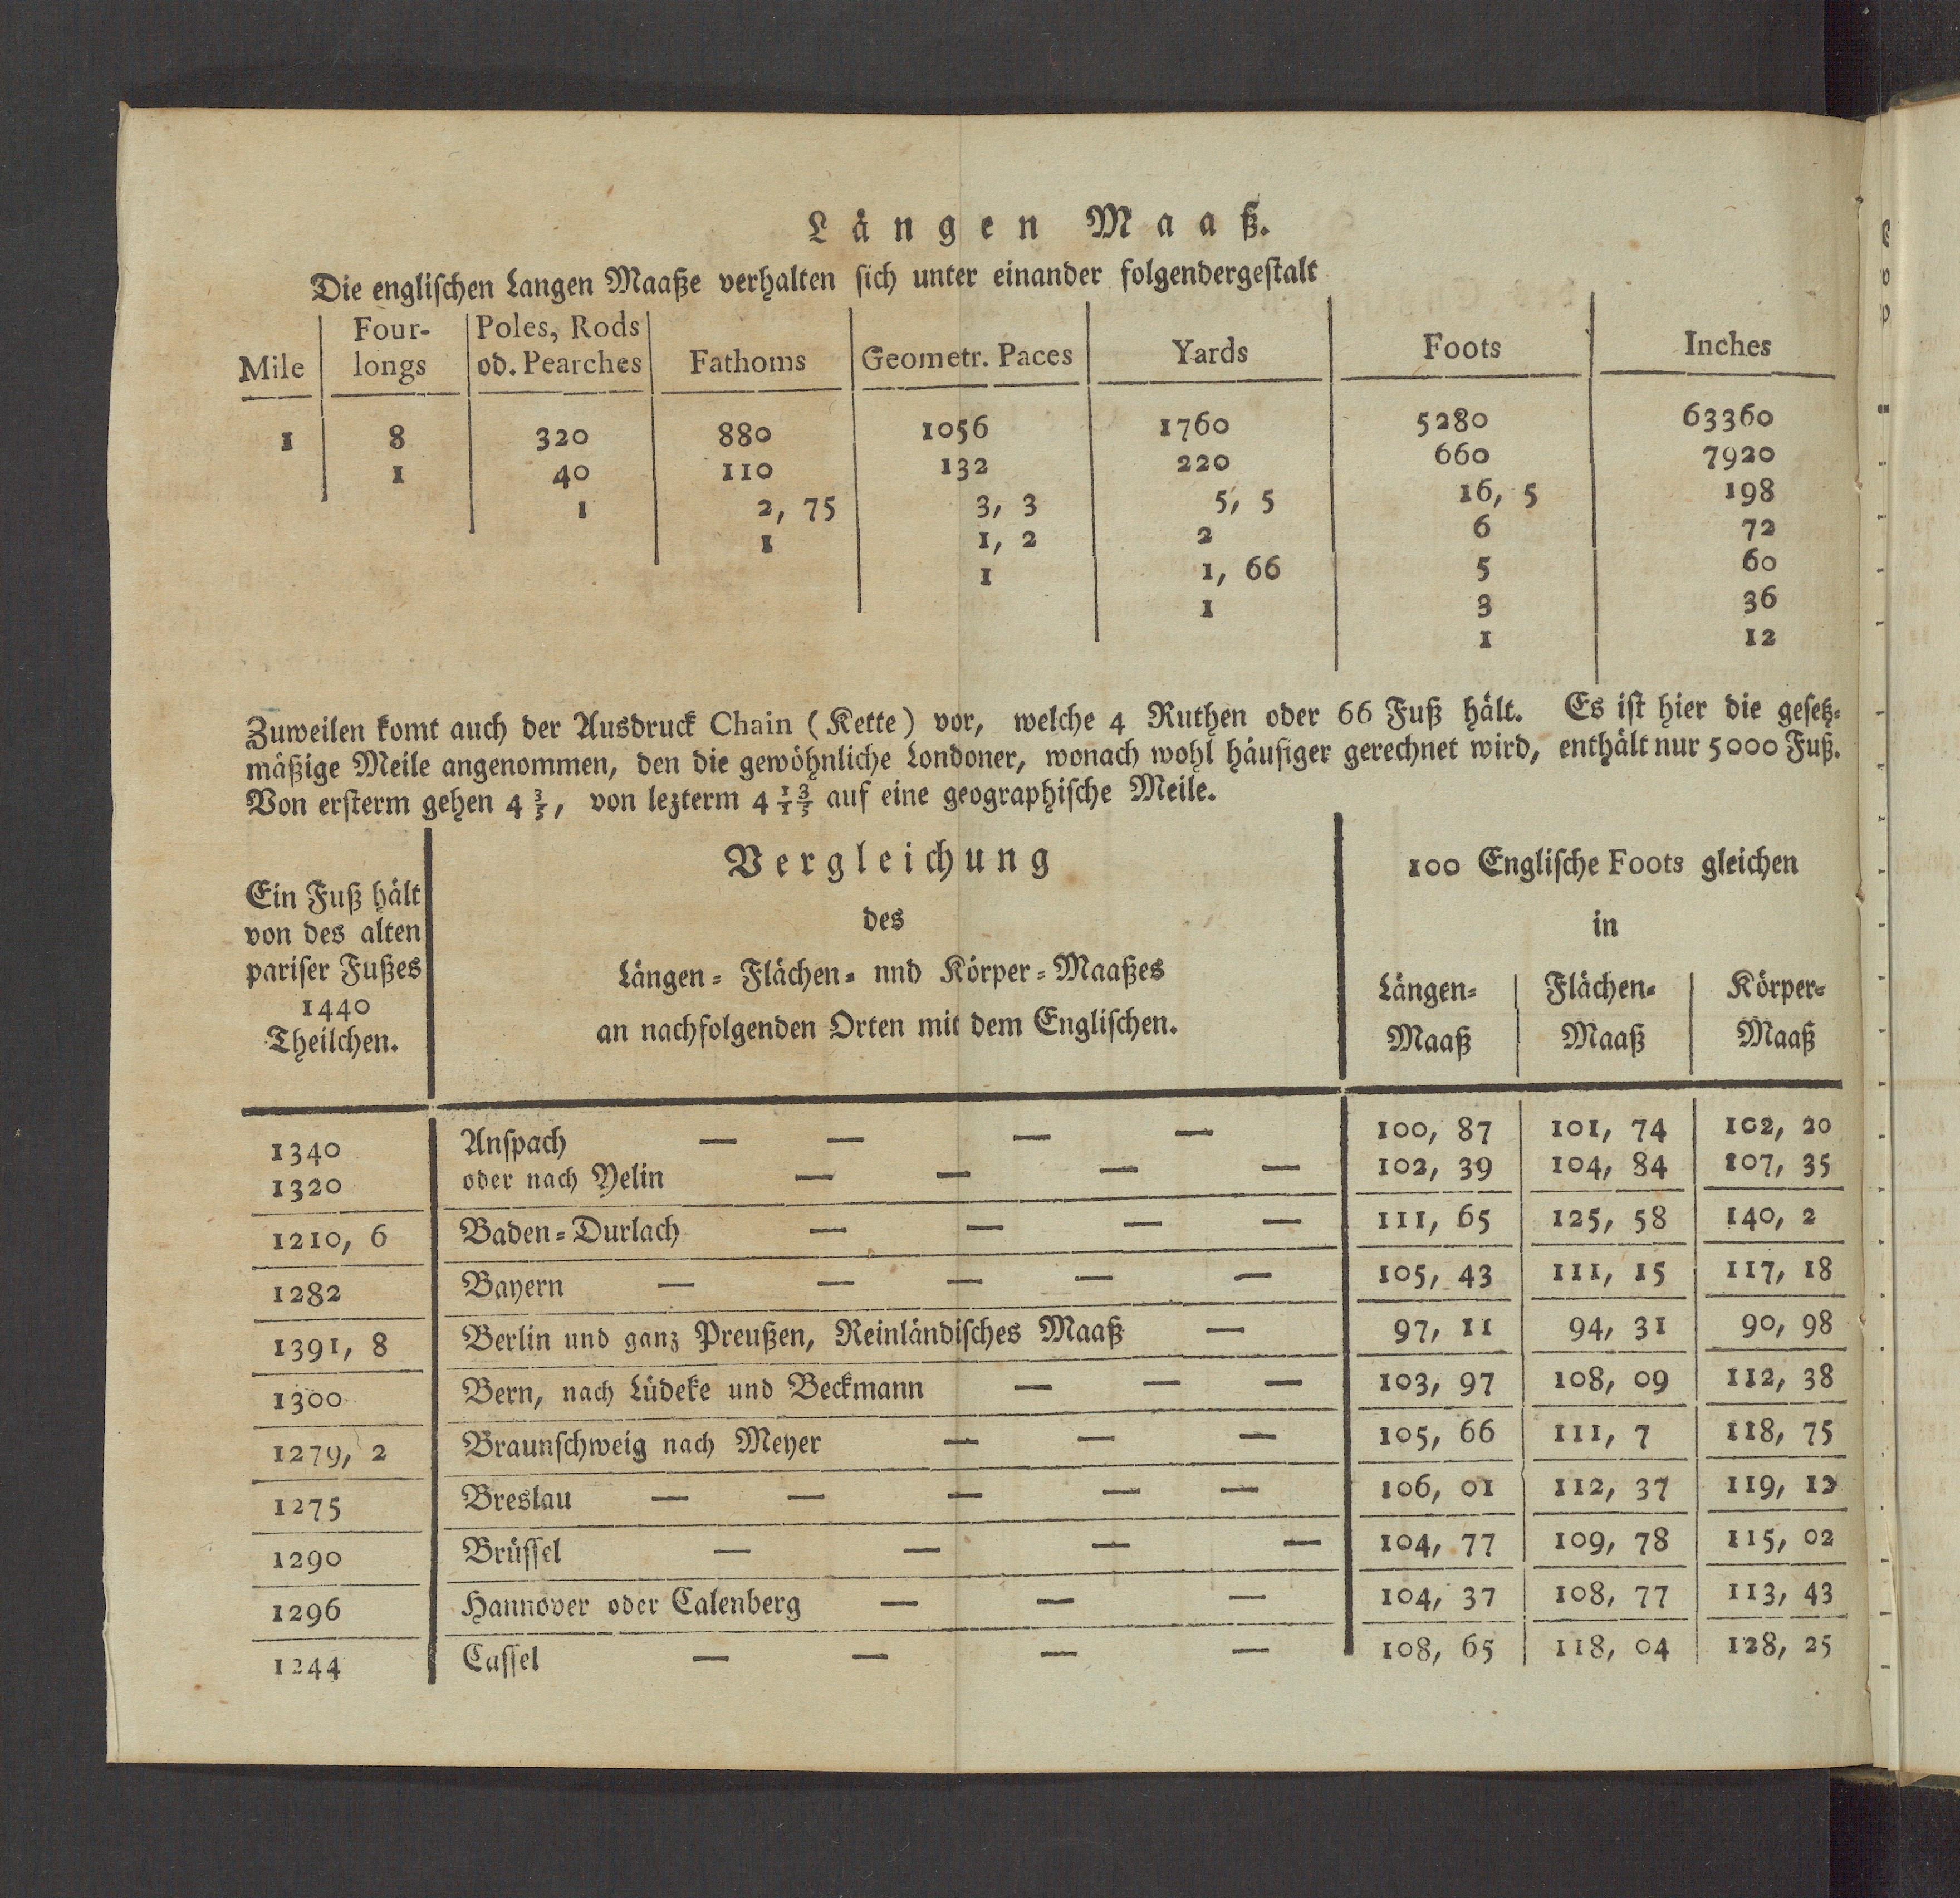 Längen Maaß.
Die englischen Langen Maaße verhalten sich unter einander folgendergestalt
Mile | Four-longs | Poles, Rods od. Pearches | Fathoms | Geometr. Paces | Yards | Foots | Inches
1 | 8 | 320 | 880 | 1056 | 1760 | 5280 | 63360
1 | 40 | 110 | 132 | 220 | 660 | 7920
1 | 2, 75 | 3, 3 | 5, 5 | 16, 5 | 198
1 | 1, 2 | 2 | 6 | 72
1 | 1, 66 | 5 | 60
1 | 3 | 36
1 | 12
Zuweilen komt auch der Ausdruck Chain (Kette) vor, welche 4 Ruthen oder 66 Fuß hält. Es ist hier die gesetz-
mäßige Meile angenommen, den die gewöhnliche Londoner, wonach wohl häufiger gerechnet wird, enthält nur 5000 Fuß.
Von ersterm gehen 4 3/5, von lezterm 4 1/1 3/5 auf eine geographische Meile.
Ein Fuß hält
von des alten
pariser Fußes
1440
Theilchen.
Vergleichung
des
Längen- Flächen- nnd Körper-Maaßes
an nachfolgenden Orten mit dem Englischen.
100 Englische Foots gleichen
in
Längen- | Flächen- | Körper-
Maaß | Maaß | Maaß
1340 | Anspach — — — — | 100, 87 | 101, 74 | 102, 20
1320 | oder nach Yelin — — — — | 102, 39 | 104, 84 | 107, 35
1210, 6 | Baden-Durlach — — — — | 111, 65 | 125, 58 | 140, 2
1282 | Bayern — — — — — | 105, 43 | 111, 15 | 117, 18
1391, 8 | Berlin und ganz Preußen, Reinländisches Maaß — | 97, 11 | 94, 31 | 90, 98
1300 | Bern, nach Lüdeke und Beckmann — — — | 103, 97 | 108, 09 | 112, 38
1279, 2 | Braunschweig nach Meyer — — — | 105, 66 | 111, 7 | 118, 75
1275 | Breslau — — — — — | 106, 01 | 112, 37 | 119, 12
1290 | Brüssel — — — — | 104, 77 | 109, 78 | 115, 02
1296 | Hannover oder Calenberg — — — | 104, 37 | 108, 77 | 113, 43
1244 | Cassel — — — — | 108, 65 | 118, 04 | 128, 25